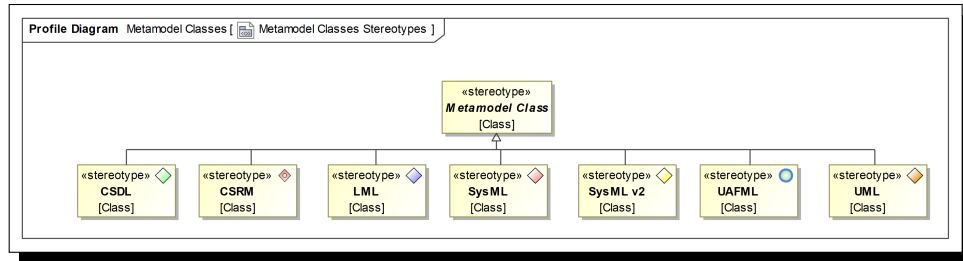 Profile Diagram Metamodel Classes [ Metamodel Classes Stereotypes ]
«stereotype»
Metamodel Class
[Class]
«stereotype»
CSDL
[Class]
«stereotype»
CSRM
[Class]
«stereotype»
LML
[Class]
«stereotype»
SysML
[Class]
«stereotype»
SysML v2
[Class]
«stereotype»
UAFML
[Class]
«stereotype»
UML
[Class]